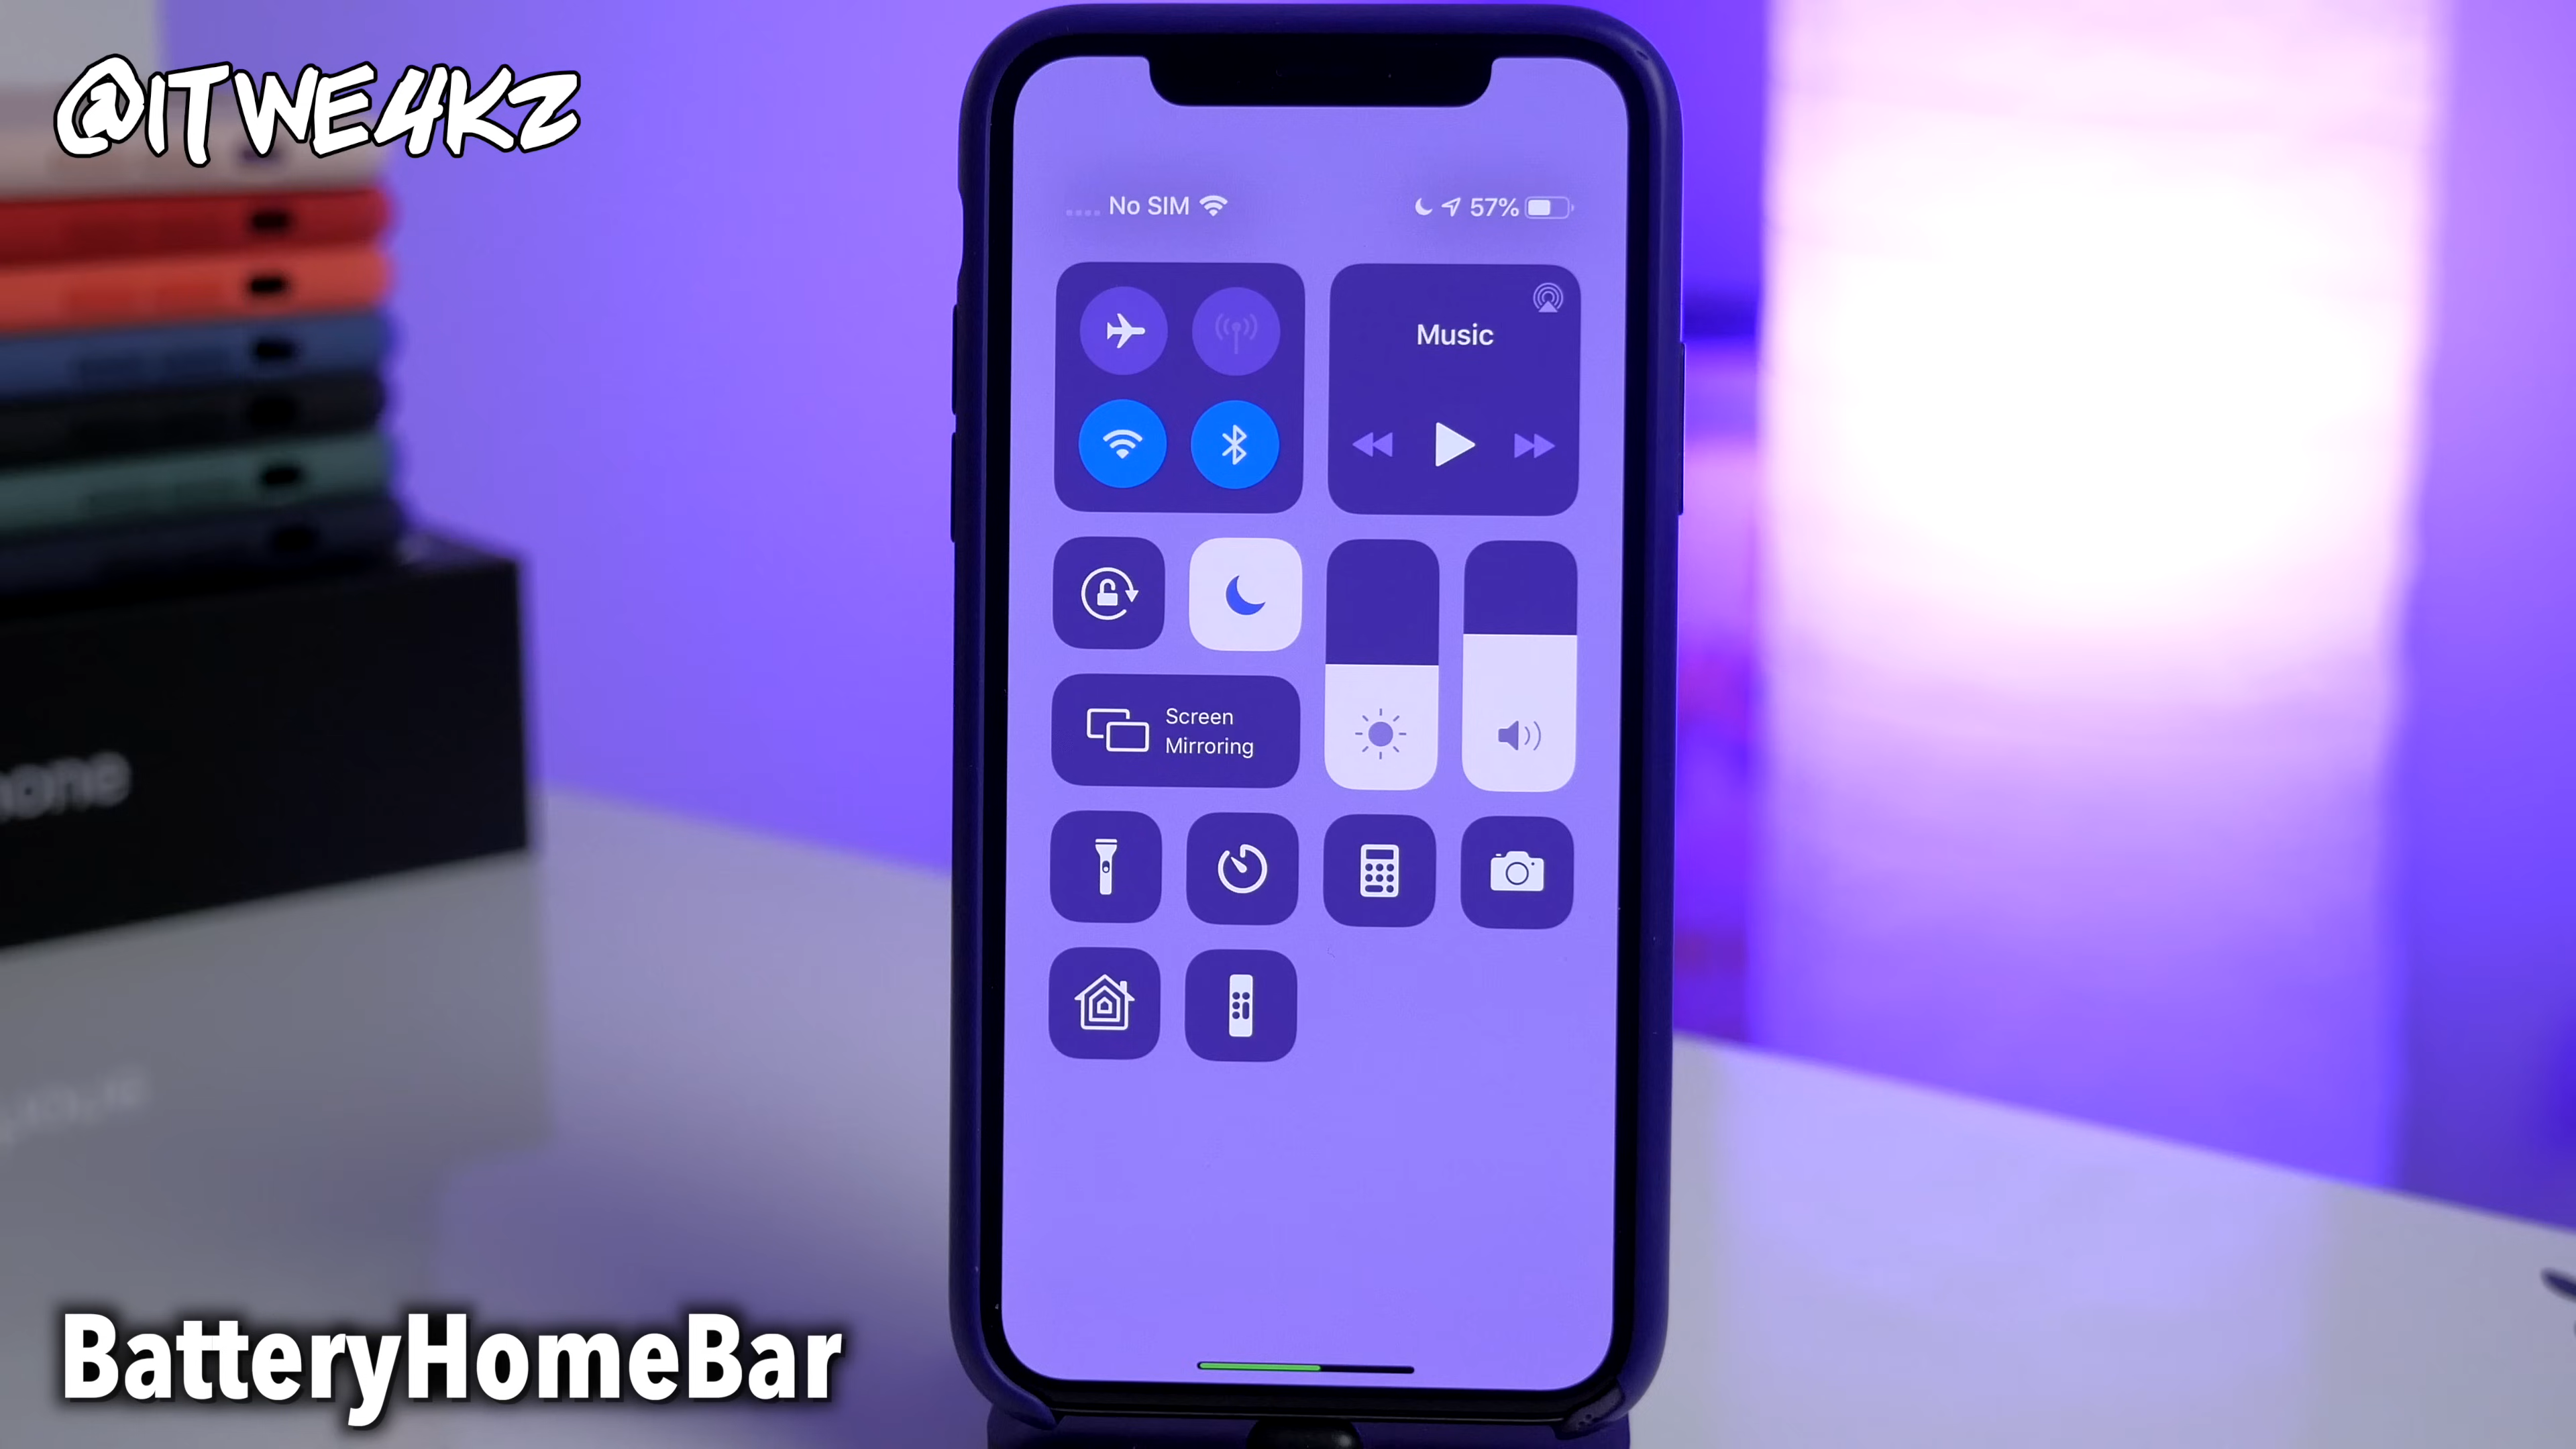 @iTWE4KZ
No SIM
57%
Music
Screen
Mirroring
BatteryHomeBar